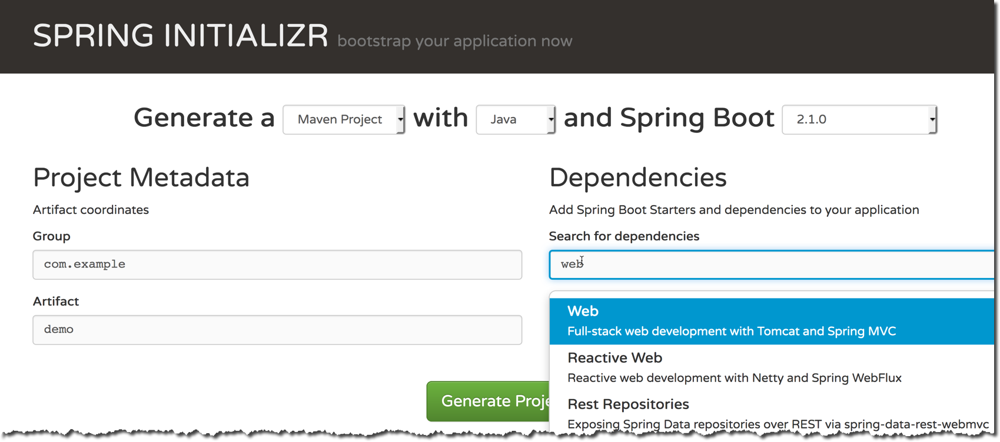 SPRING INITIALIZR bootstrap your application now
Generate a Maven Project with Java and Spring Boot 2.1.0
Project Metadata
Artifact coordinates
Group
com.example
Artifact
demo
Dependencies
Add Spring Boot Starters and dependencies to your application
Search for dependencies
web
Web
Full-stack web development with Tomcat and Spring MVC
Reactive Web
Reactive web development with Netty and Spring WebFlux
Rest Repositories
Exposing Spring Data repositories over REST via spring-data-rest-webmvc
Generate Proje